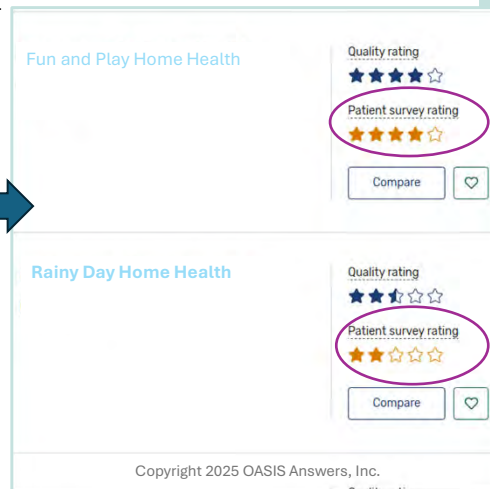 Fun and Play Home Health
Quality rating
Patient survey rating
Compare
Rainy Day Home Health
Quality rating
Patient survey rating
Compare
Copyright 2025 OASIS Answers, Inc.